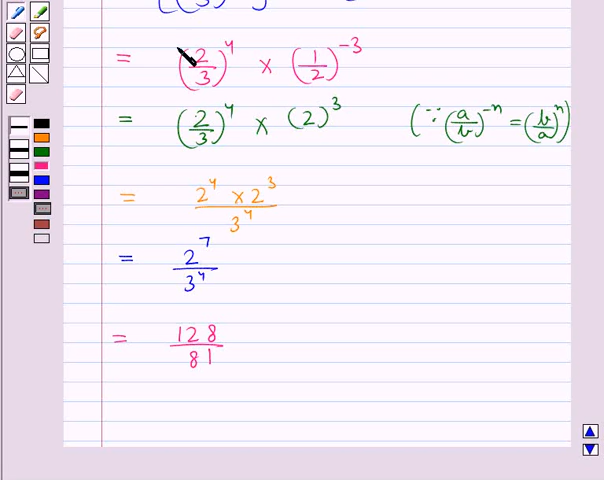 = (2/3)^4 × (1/2)^-3
= (2/3)^4 × (2)^3 (∵ (a/b)^-n = (b/a)^n)
= 2^4 × 2^3 / 3^4
= 2^7 / 3^4
= 128 / 81